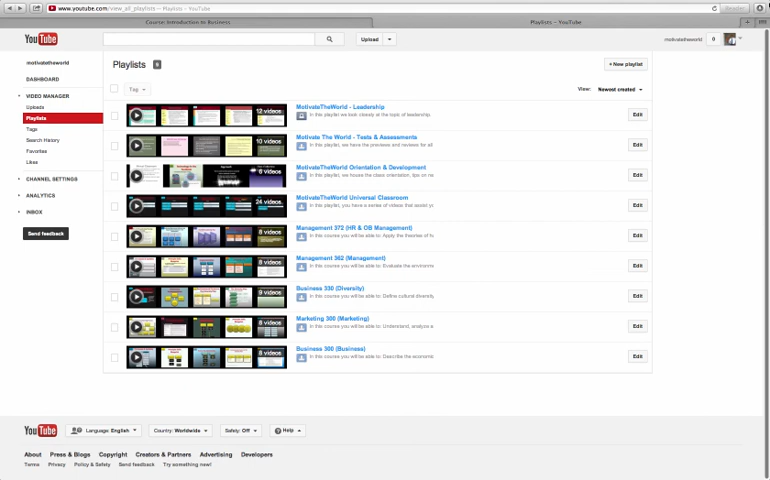 www.youtube.com/view_all_playlists – Playlists – YouTube
Reader
Course: Introduction to Business
Playlists – YouTube
You Tube
Upload
motivatetheworld
0
motivatetheworld
DASHBOARD
VIDEO MANAGER
Uploads
Playlists
Tags
Search History
Favorites
Likes
CHANNEL SETTINGS
ANALYTICS
INBOX
Send feedback
Playlists 9
+ New playlist
Tag
View: Newest created
12 videos
MotivateTheWorld - Leadership
In this playlist we look closely at the topic of leadership.
Edit
10 videos
Motivate The World - Tests & Assessments
In this playlist, we have the previews and reviews for all
Edit
6 videos
MotivateTheWorld Orientation & Development
In this playlist, we house the class orientation, tips on ne
Edit
24 videos
MotivateTheWorld Universal Classroom
In this playlist, you have a series of videos that assist yo
Edit
8 videos
Management 372 (HR & OB Management)
In this course you will be able to: Apply the theories of h
Edit
8 videos
Management 362 (Management)
In this course you will be able to: Evaluate the environm
Edit
9 videos
Business 330 (Diversity)
In this course you will be able to: Define cultural diversity,
Edit
8 videos
Marketing 300 (Marketing)
In this course you will be able to: Understand, analyze a
Edit
8 videos
Business 300 (Business)
In this course you will be able to: Describe the economic
Edit
You Tube
Language: English
Country: Worldwide
Safety: Off
Help
About Press & Blogs Copyright Creators & Partners Advertising Developers
Terms Privacy Policy & Safety Send feedback Try something new!